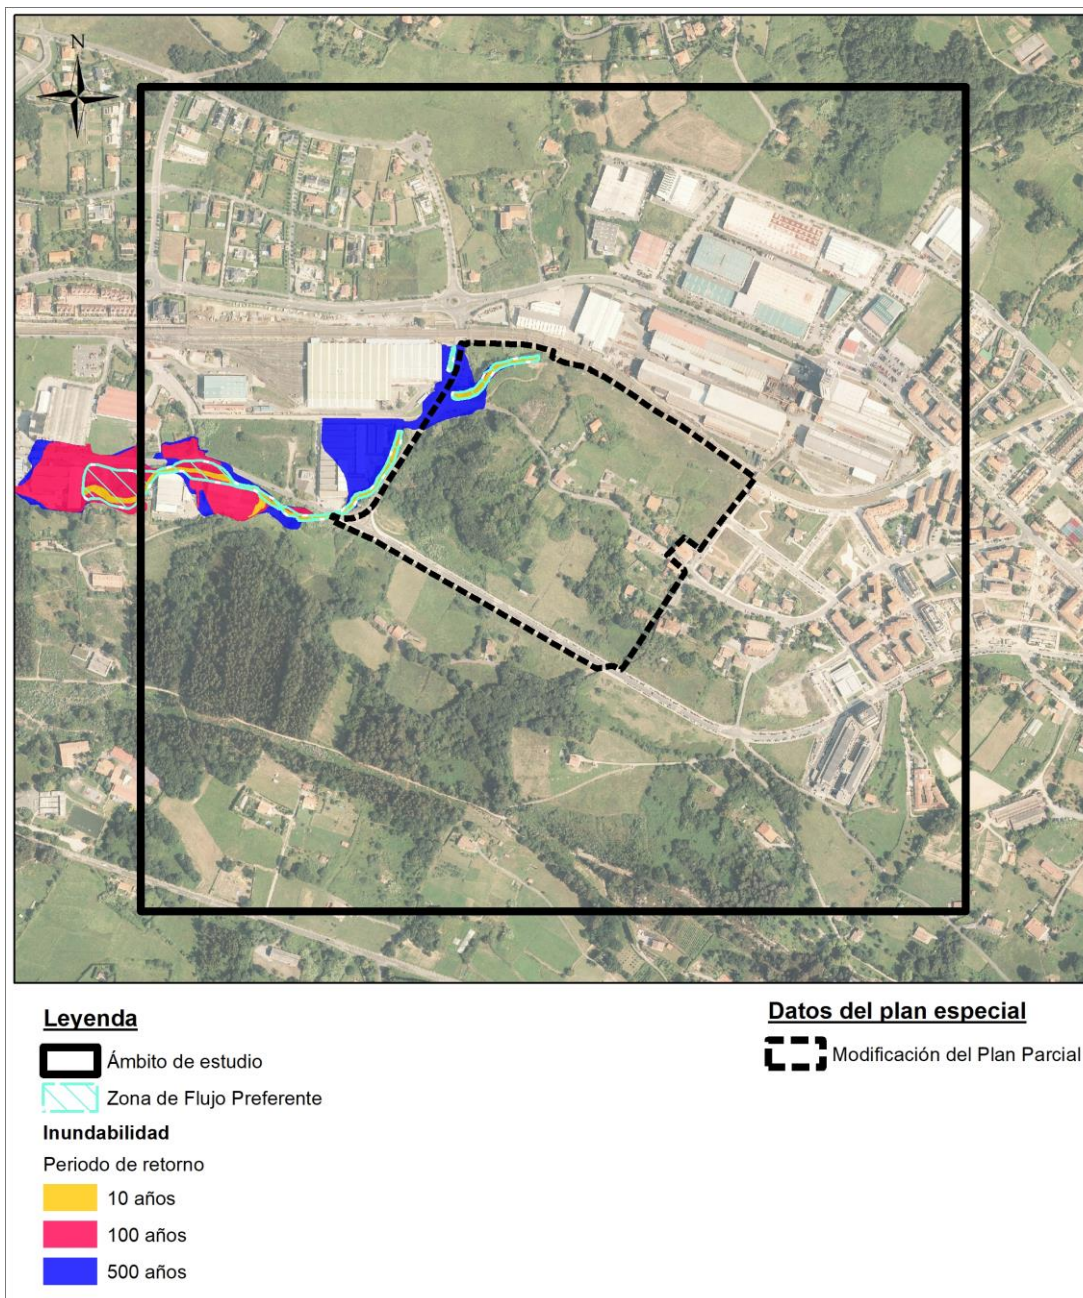 N
Leyenda
Ámbito de estudio
Zona de Flujo Preferente
Inundabilidad
Periodo de retorno
10 años
100 años
500 años
Datos del plan especial
Modificación del Plan Parcial